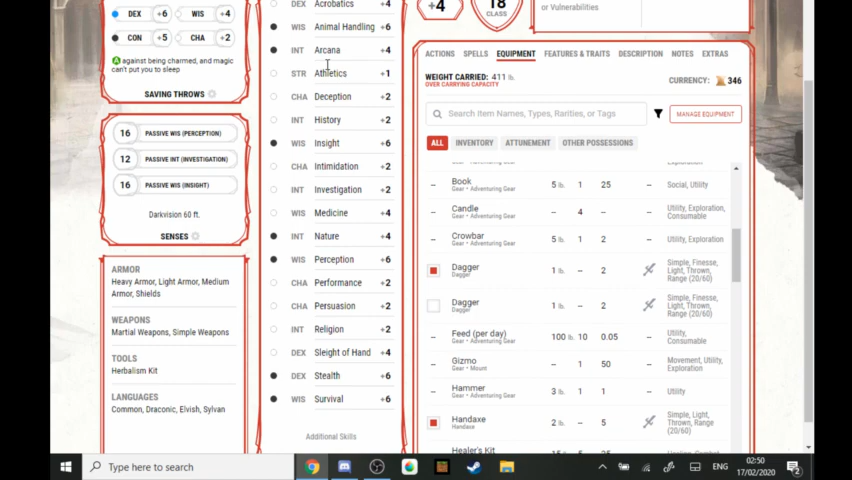 DEX +6 WIS +4
CON +5 CHA +2
A against being charmed, and magic
can't put you to sleep
SAVING THROWS
16 PASSIVE WIS (PERCEPTION)
12 PASSIVE INT (INVESTIGATION)
16 PASSIVE WIS (INSIGHT)
Darkvision 60 ft.
SENSES
ARMOR
Heavy Armor, Light Armor, Medium
Armor, Shields
WEAPONS
Martial Weapons, Simple Weapons
TOOLS
Herbalism Kit
LANGUAGES
Common, Draconic, Elvish, Sylvan
DEX Acrobatics +4
WIS Animal Handling +6
INT Arcana +4
STR Athletics +1
CHA Deception +2
INT History +2
WIS Insight +6
CHA Intimidation +2
INT Investigation +2
WIS Medicine +4
INT Nature +4
WIS Perception +6
CHA Performance +2
CHA Persuasion +2
INT Religion +2
DEX Sleight of Hand +4
DEX Stealth +6
WIS Survival +6
Additional Skills
+4
18
CLASS
or Vulnerabilities
ACTIONS SPELLS EQUIPMENT FEATURES & TRAITS DESCRIPTION NOTES EXTRAS
WEIGHT CARRIED: 411 lb.
OVER CARRYING CAPACITY
CURRENCY: 346
Search Item Names, Types, Rarities, or Tags
MANAGE EQUIPMENT
ALL INVENTORY ATTUNEMENT OTHER POSSESSIONS
– Book 5 lb. 1 25 – Social, Utility
Gear • Adventuring Gear
– Candle -- 4 -- – Utility, Exploration,
Gear • Adventuring Gear Consumable
– Crowbar 5 lb. 1 2 – Utility, Exploration
Gear • Adventuring Gear
Dagger 1 lb. -- 2 Simple, Finesse,
Dagger Light, Thrown,
Range (20/60)
Dagger 1 lb. -- 2 Simple, Finesse,
Dagger Light, Thrown,
Range (20/60)
– Feed (per day) 100 lb. 10 0.05 – Utility,
Gear • Adventuring Gear Consumable
– Gizmo -- 1 50 – Movement, Utility,
Gear • Mount Exploration
– Hammer 3 lb. 1 1 – Utility
Gear • Adventuring Gear
Handaxe 2 lb. -- 5 Simple, Light,
Handaxe Thrown, Range
(20/60)
Healer's Kit
Type here to search
ENG
02:50
17/02/2020
2